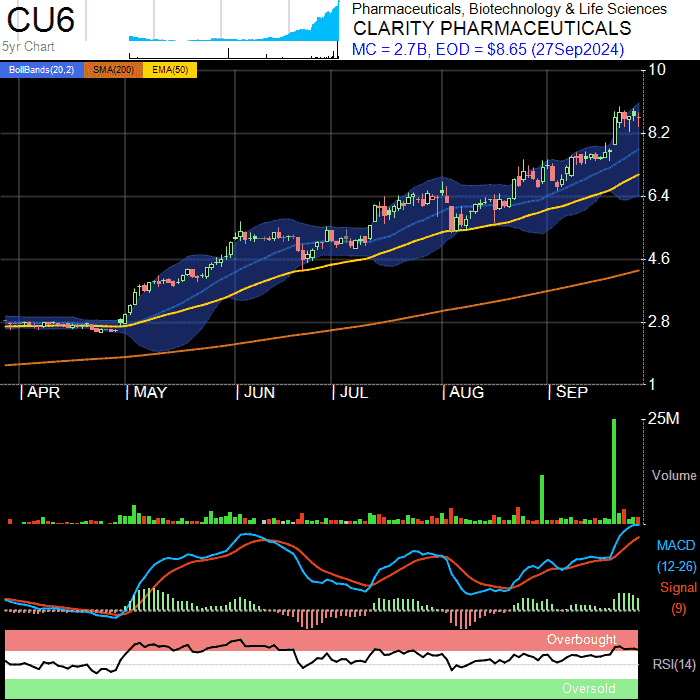 CU6
5yr Chart
Pharmaceuticals, Biotechnology & Life Sciences
CLARITY PHARMACEUTICALS
MC = 2.7B, EOD = $8.65 (27Sep2024)
BollBands(20,2) SMA(200) EMA(50)
10
8.2
6.4
4.6
2.8
1
APR MAY JUN JUL AUG SEP
25M
Volume
MACD
(12-26)
Signal
(9)
Overbought
RSI(14)
Oversold